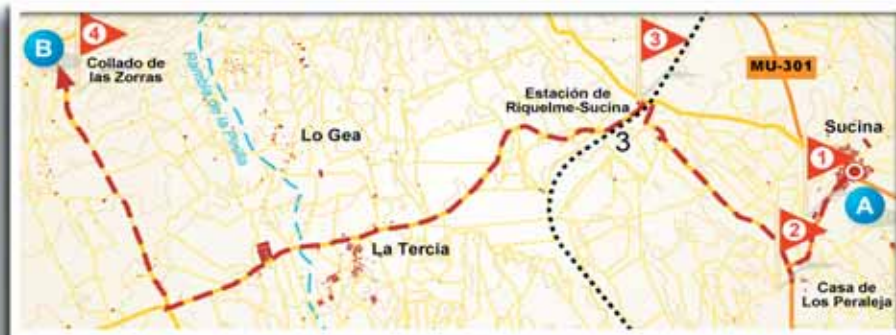 B
4
Collado de
las Zorras
Rambla de la Peraleja
Lo Gea
Estación de
Riquelme-Sucina
3
3
MU-301
Sucina
1
A
2
La Tercia
Casa de
Los Peraleja